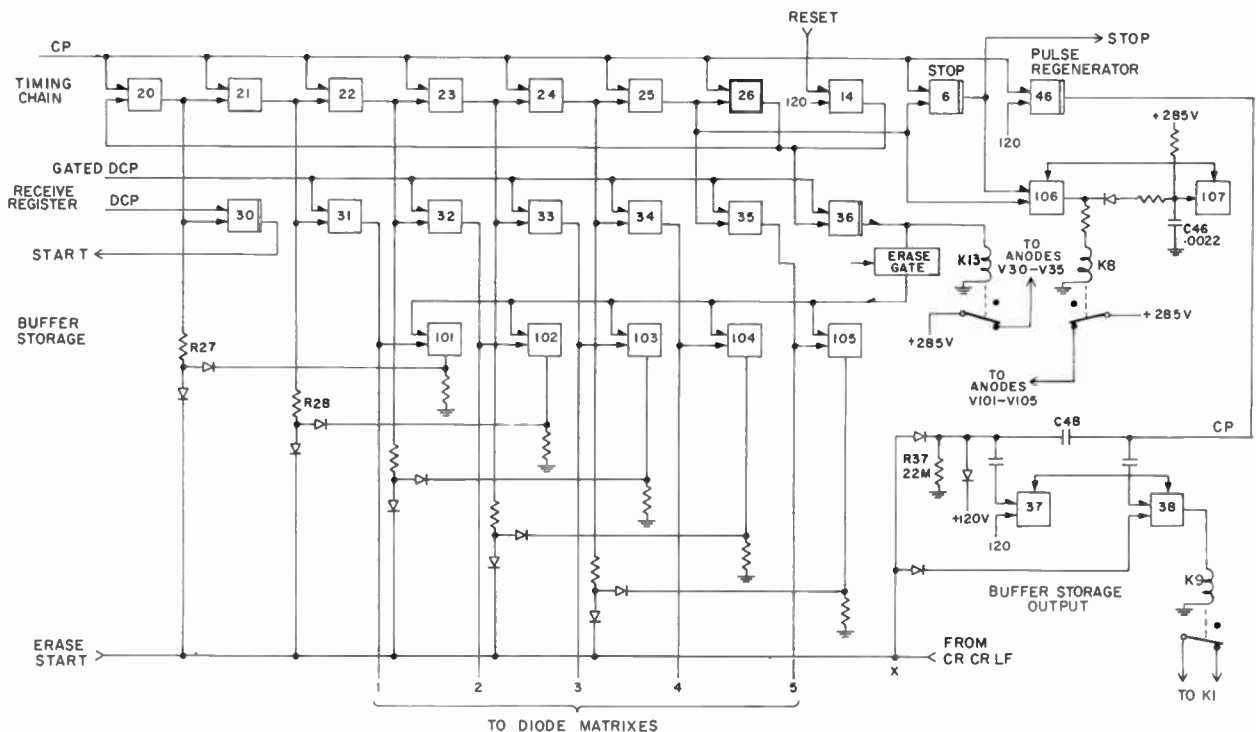 RESET
CP
STOP
TIMING CHAIN
20
21
22
23
24
25
26
120
14
STOP
6
PULSE REGENERATOR
46
120
+285V
GATED DCP
RECEIVE REGISTER
DCP
30
31
32
33
34
35
36
106
107
C46
.0022
START
ERASE GATE
K13
TO ANODES V30-V35
K8
+285V
+285V
BUFFER STORAGE
101
102
103
104
105
TO ANODES V101-V105
R27
R28
C48
CP
R37
22M
+120V
37
38
120
BUFFER STORAGE OUTPUT
K9
ERASE START
FROM CR CR LF
X
1
2
3
4
5
TO K1
TO DIODE MATRIXES